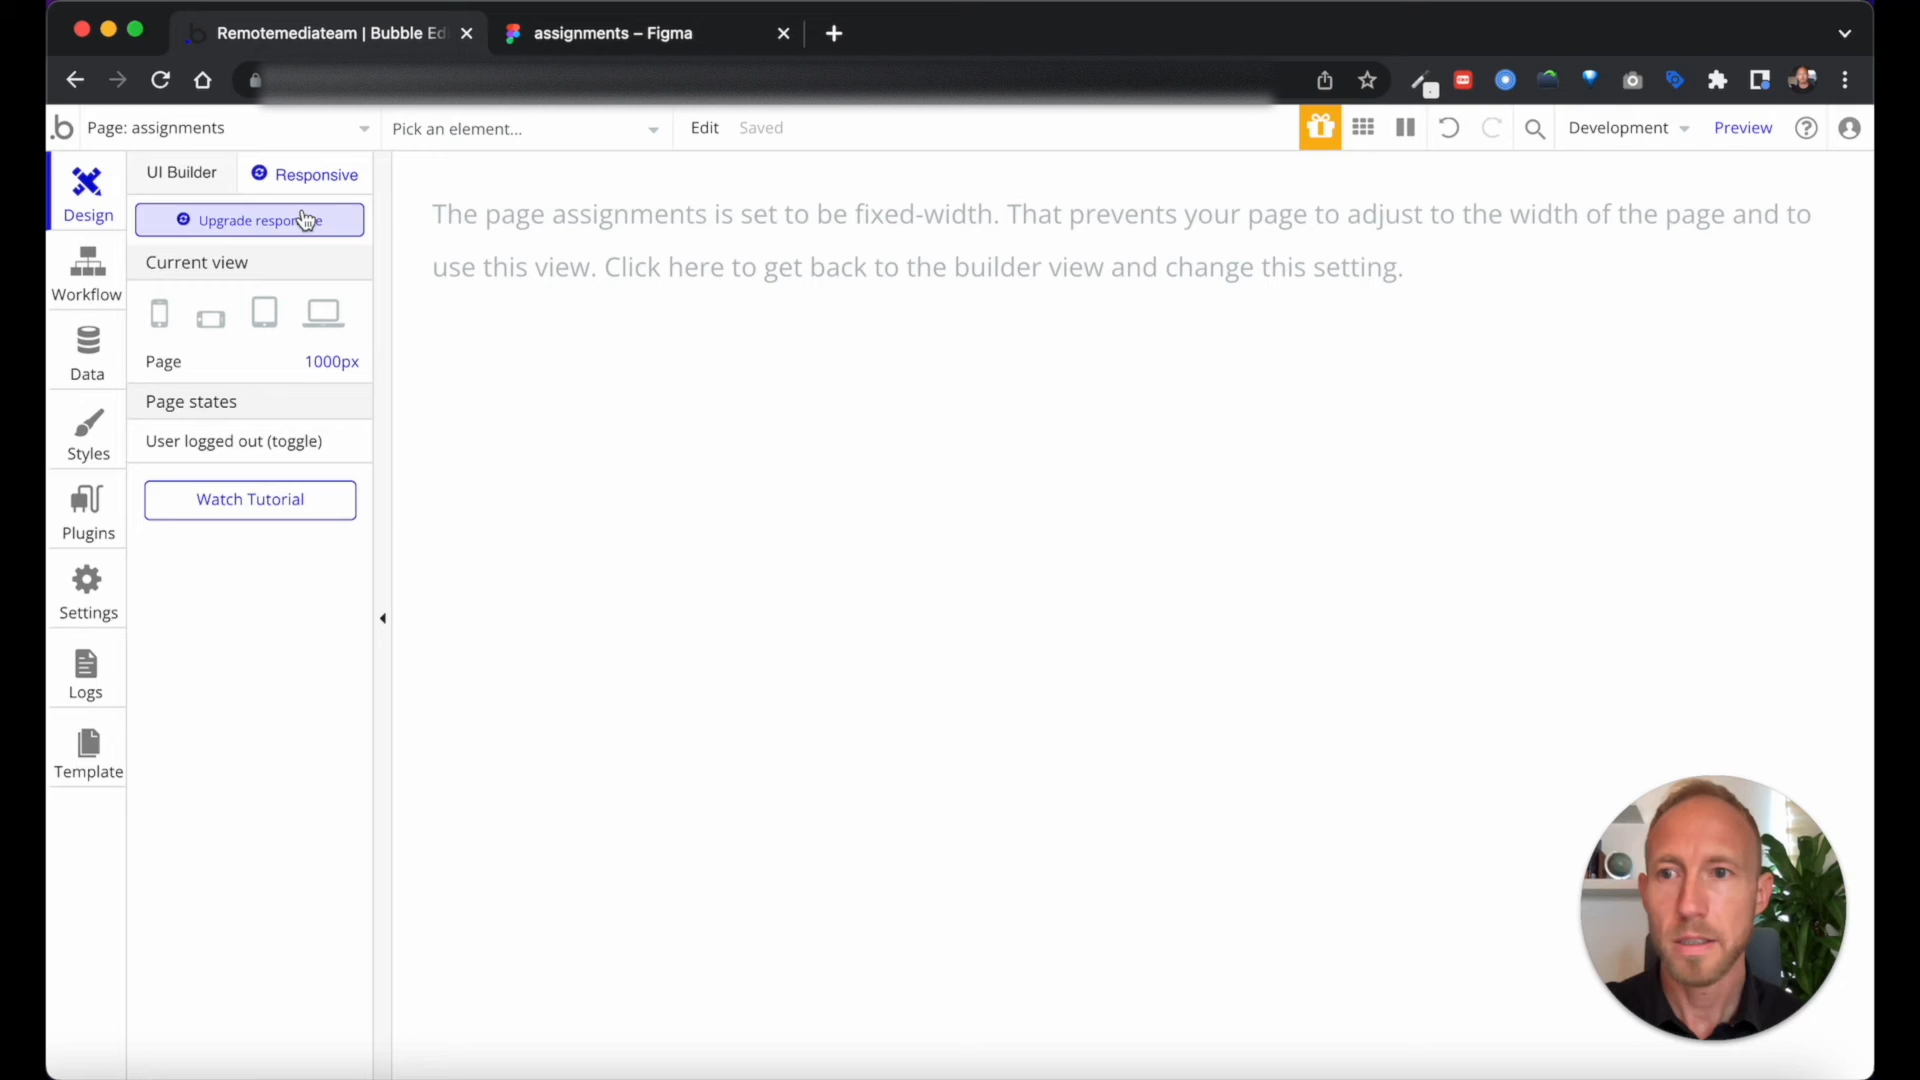 Remotemediateam | Bubble Ed
assignments – Figma
Page: assignments
Pick an element...
Edit
Saved
Development
Preview
UI Builder
Responsive
Upgrade responsive
Design
Workflow
Data
Styles
Plugins
Settings
Logs
Template
Current view
Page
1000px
Page states
User logged out (toggle)
Watch Tutorial
The page assignments is set to be fixed-width. That prevents your page to adjust to the width of the page and to
use this view. Click here to get back to the builder view and change this setting.